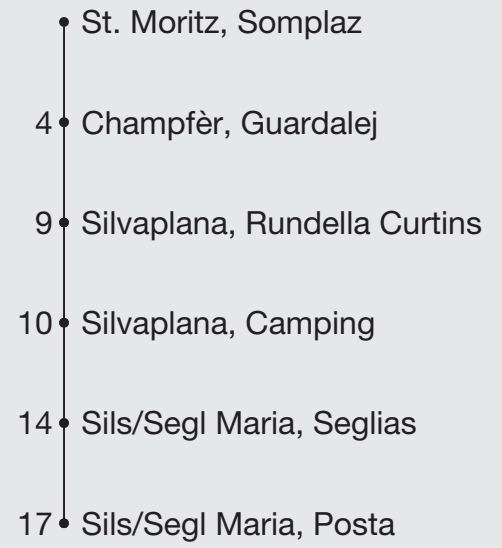 St. Moritz, Somplaz
4 Champfèr, Guardalej
9 Silvaplana, Rundella Curtins
10 Silvaplana, Camping
14 Sils/Segl Maria, Seglias
17 Sils/Segl Maria, Posta